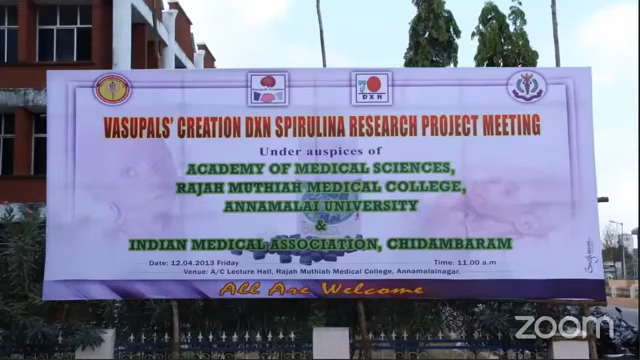 DXN
VASUPALS' CREATION DXN SPIRULINA RESEARCH PROJECT MEETING
Under auspices of
ACADEMY OF MEDICAL SCIENCES,
RAJAH MUTHIAH MEDICAL COLLEGE,
ANNAMALAI UNIVERSITY
&
INDIAN MEDICAL ASSOCIATION, CHIDAMBARAM
Date: 12.04.2013 Friday Time: 11.00 a.m
Venue: A/C Lecture Hall, Rajah Muthiah Medical College, Annamalainagar.
All Are Welcome
zoom